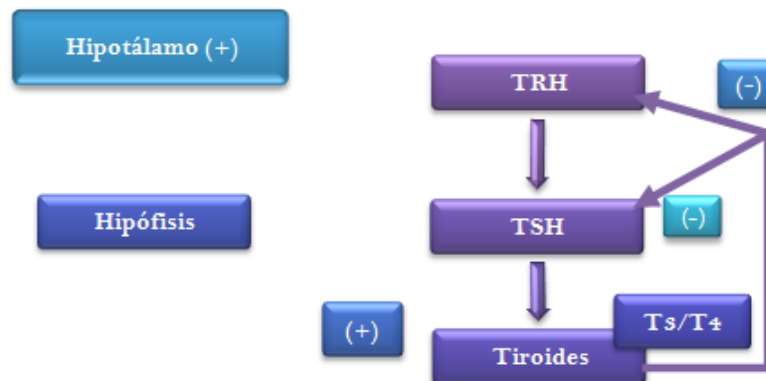 Hipotálamo (+)
TRH
(-)
Hipófisis
TSH
(-)
(+)
T3/T4
Tiroides